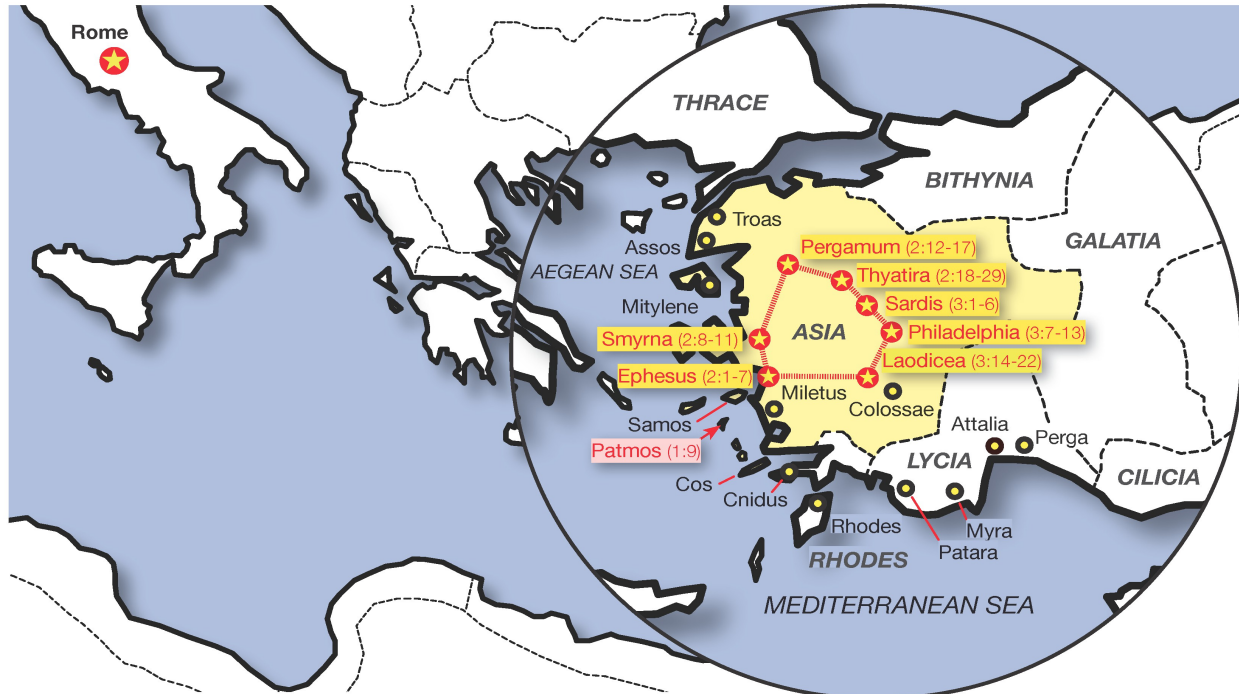 Rome
THRACE
BITHYNIA
Troas
GALATIA
Assos
Pergamum (2:12-17)
AEGEAN SEA
Thyatira (2:18-29)
Mitylene
Sardis (3:1-6)
ASIA
Philadelphia (3:7-13)
Smyrna (2:8-11)
Laodicea (3:14-22)
Ephesus (2:1-7)
Miletus
Colossae
Samos
Attalia
Perga
Patmos (1:9)
LYCIA
CILICIA
Cos
Cnidus
Rhodes
Myra
Patara
RHODES
MEDITERRANEAN SEA